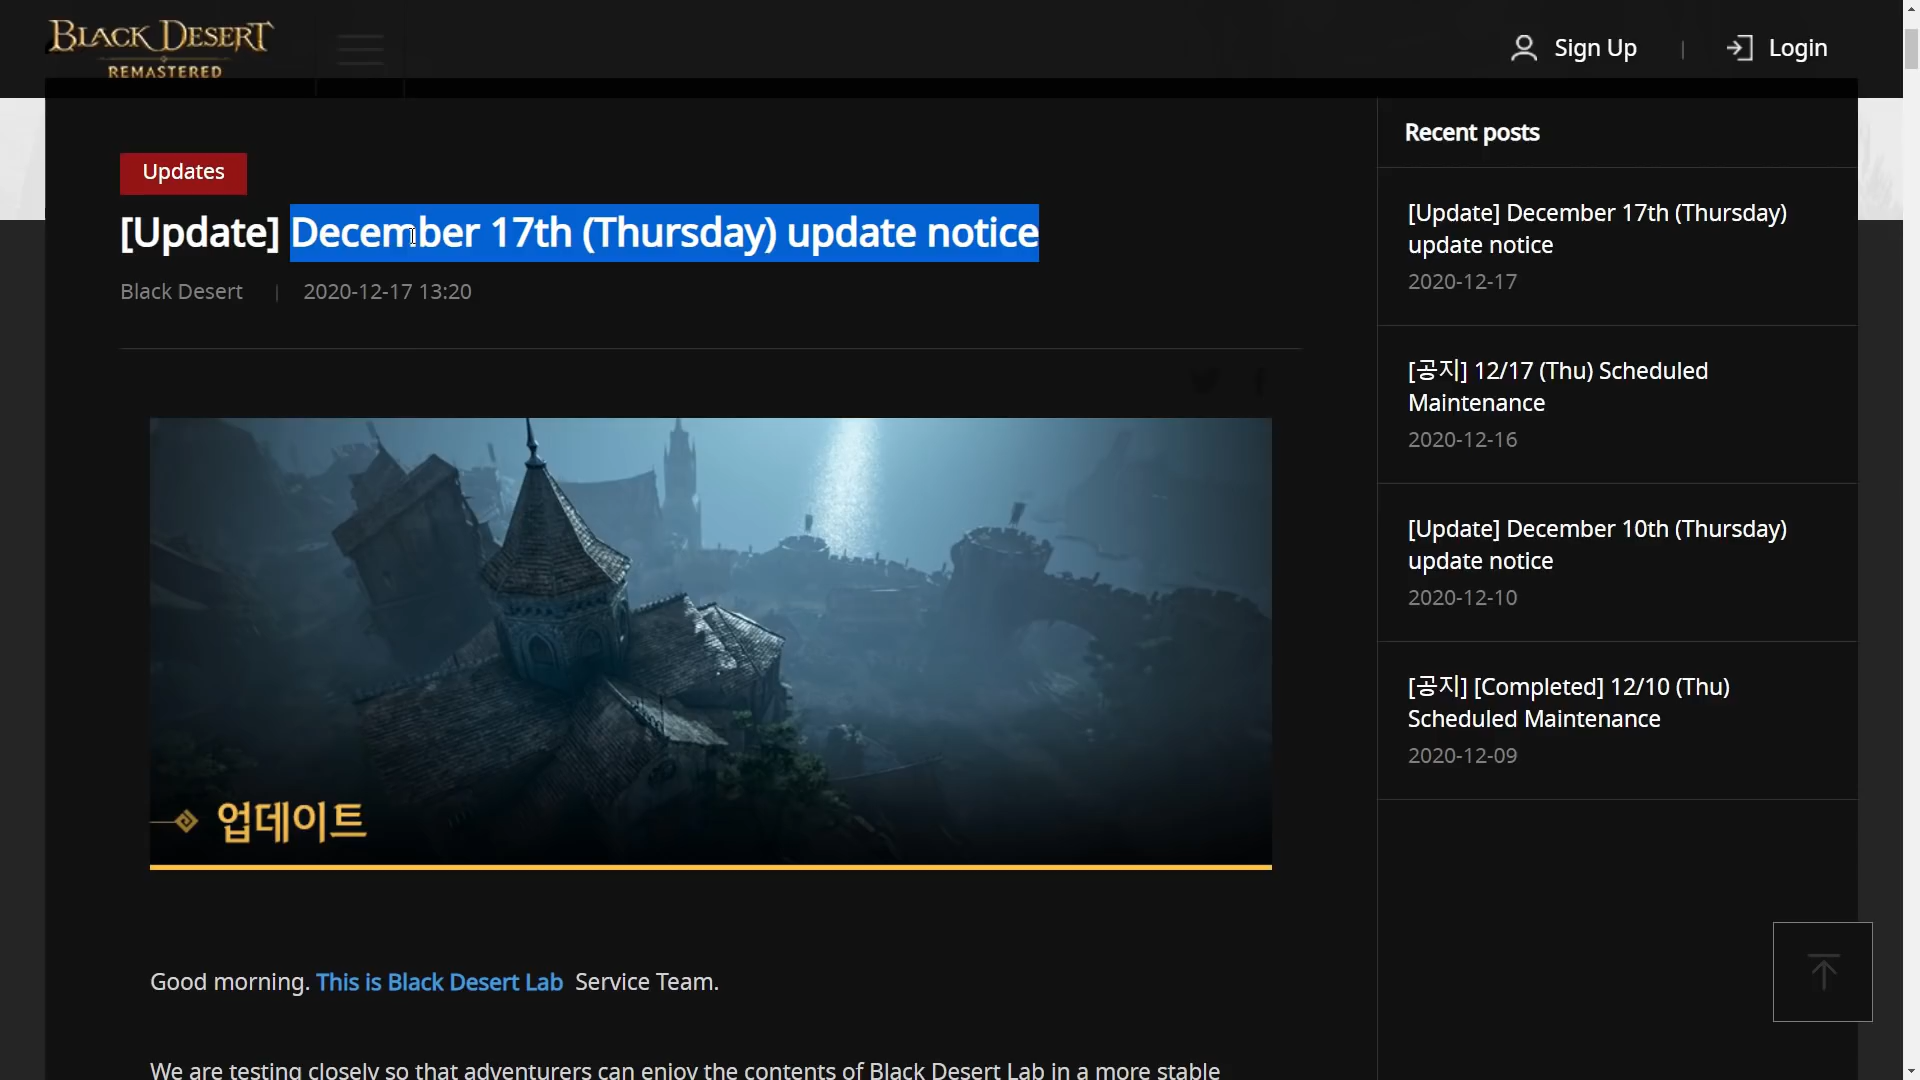 BLACK DESERT
REMASTERED
Sign Up
|
Login
Updates
[Update] December 17th (Thursday) update notice
Black Desert | 2020-12-17 13:20
업데이트
Good morning. This is Black Desert Lab Service Team.
We are testing closely so that adventurers can enjoy the contents of Black Desert Lab in a more stable
Recent posts
[Update] December 17th (Thursday)
update notice
2020-12-17
[공지] 12/17 (Thu) Scheduled
Maintenance
2020-12-16
[Update] December 10th (Thursday)
update notice
2020-12-10
[공지] [Completed] 12/10 (Thu)
Scheduled Maintenance
2020-12-09